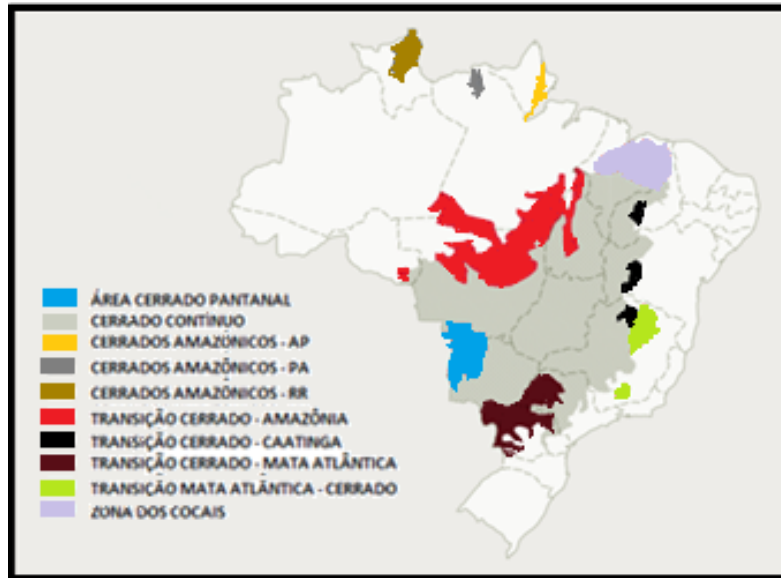 ÁREA CERRADO PANTANAL
CERRADO CONTÍNUO
CERRADOS AMAZÔNICOS - AP
CERRADOS AMAZÔNICOS - PA
CERRADOS AMAZÔNICOS - RR
TRANSIÇÃO CERRADO - AMAZÔNIA
TRANSIÇÃO CERRADO - CAATINGA
TRANSIÇÃO CERRADO - MATA ATLÂNTICA
TRANSIÇÃO MATA ATLÂNTICA - CERRADO
ZONA DOS COCAIS